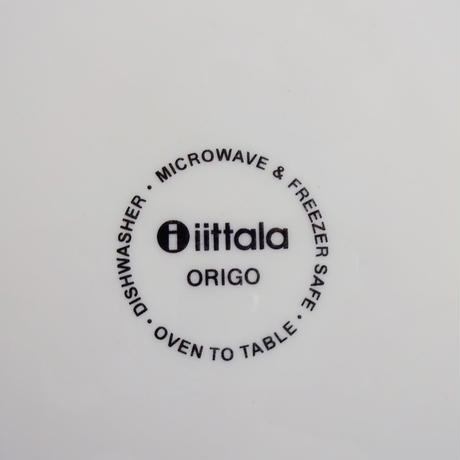 DISHWASHER · MICROWAVE & FREEZER SAFE · OVEN TO TABLE ·
i iittala
ORIGO